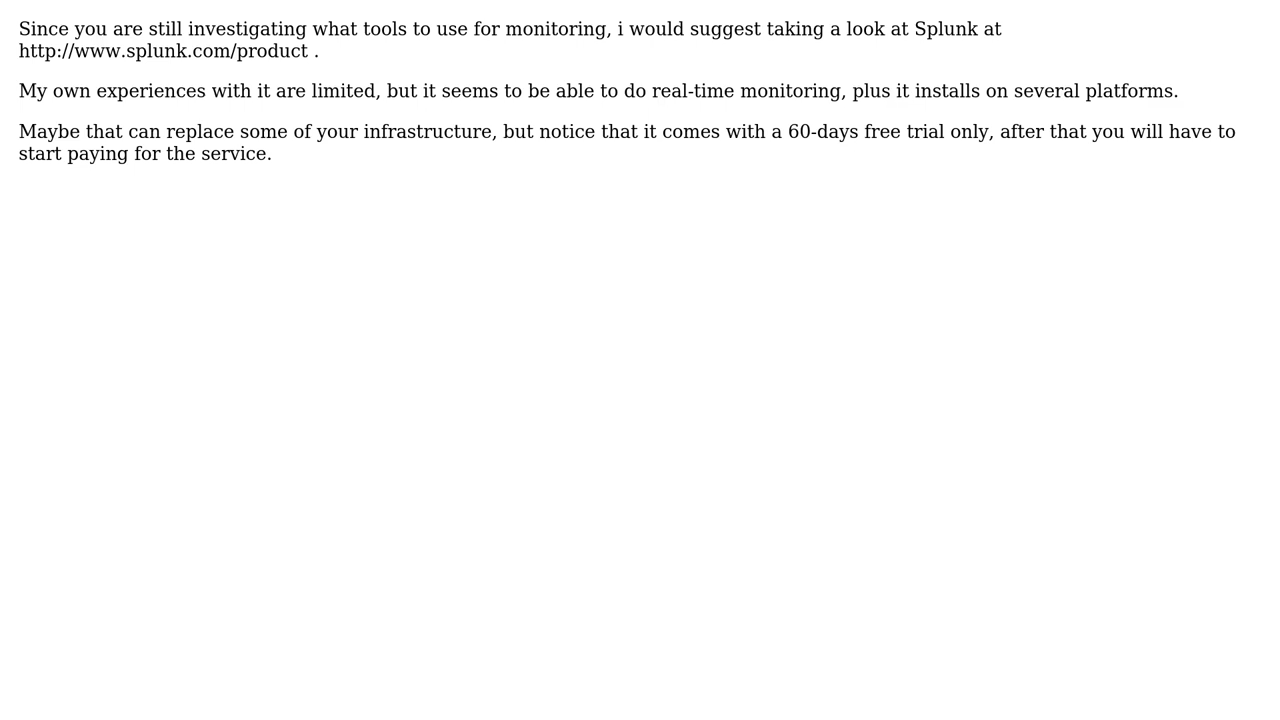 Since you are still investigating what tools to use for monitoring, i would suggest taking a look at Splunk at
http://www.splunk.com/product .
My own experiences with it are limited, but it seems to be able to do real-time monitoring, plus it installs on several platforms.
Maybe that can replace some of your infrastructure, but notice that it comes with a 60-days free trial only, after that you will have to
start paying for the service.